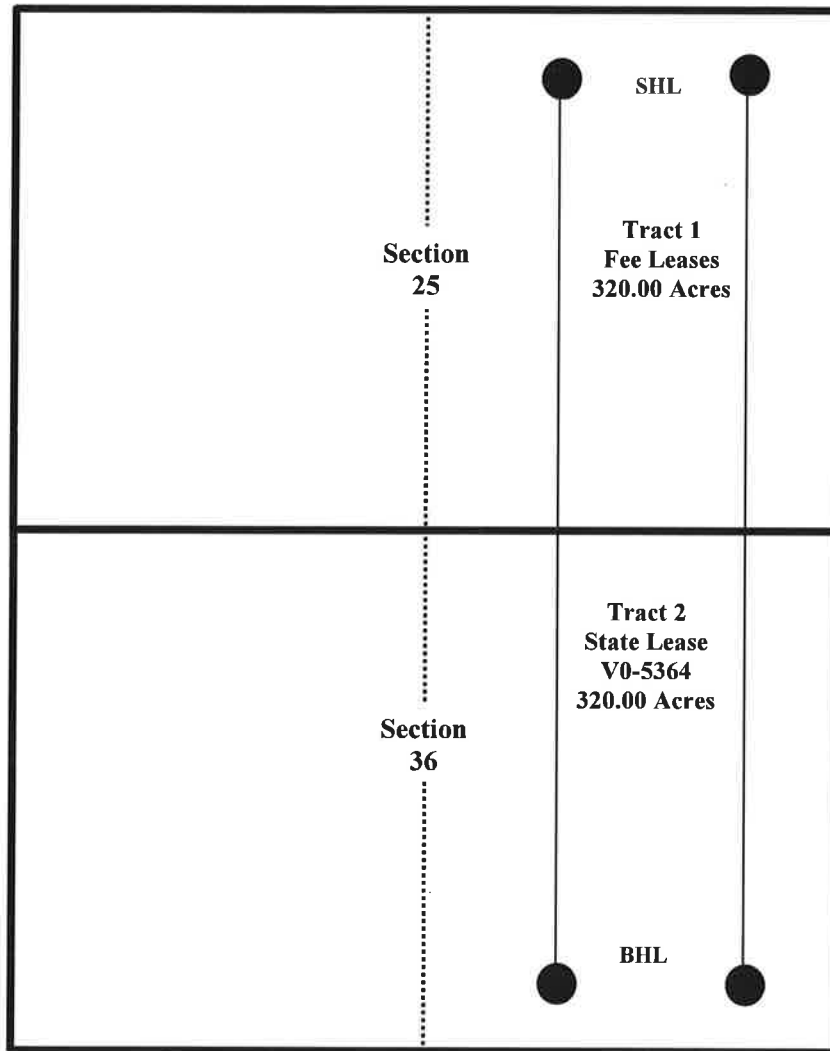 SHL
Tract 1
Fee Leases
320.00 Acres
Section
25
Tract 2
State Lease
V0-5364
320.00 Acres
Section
36
BHL